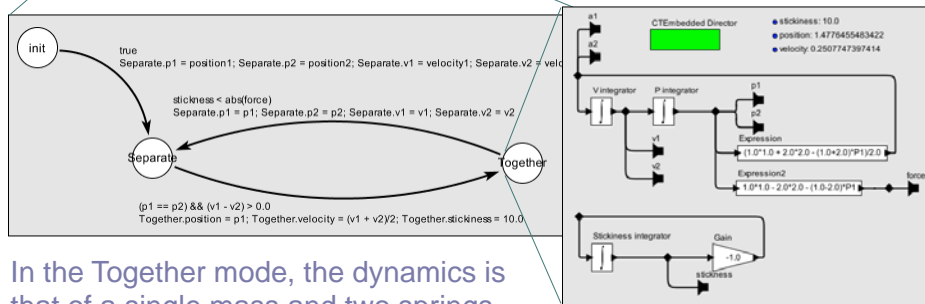 init
true
Separate.p1 = position1; Separate.p2 = position2; Separate.v1 = velocity1; Separate.v2 = velo
stickness < abs(force)
Separate.p1 = p1; Separate.p2 = p2; Separate.v1 = v1; Separate.v2 = v2
Separate
Together
(p1 == p2) && (v1 - v2) > 0.0
Together.position = p1; Together.velocity = (v1 + v2)/2; Together.stickness = 10.0
a1
CTEmbedded Director
stickiness: 10.0
a2
position: 1.4776455483422
velocity: 0.2507747397414
V integrator
P integrator
p1
p2
Expression
(1.0*1.0 + 2.0*2.0 - (1.0+2.0)*P1)/2.0
v1
v2
Expression2
1.0*1.0 - 2.0*2.0 - (1.0-2.0)*P1
force
Stickiness integrator
Gain
-1.0
stickness
In the Together mode, the dynamics is
that of a single mass and two springs